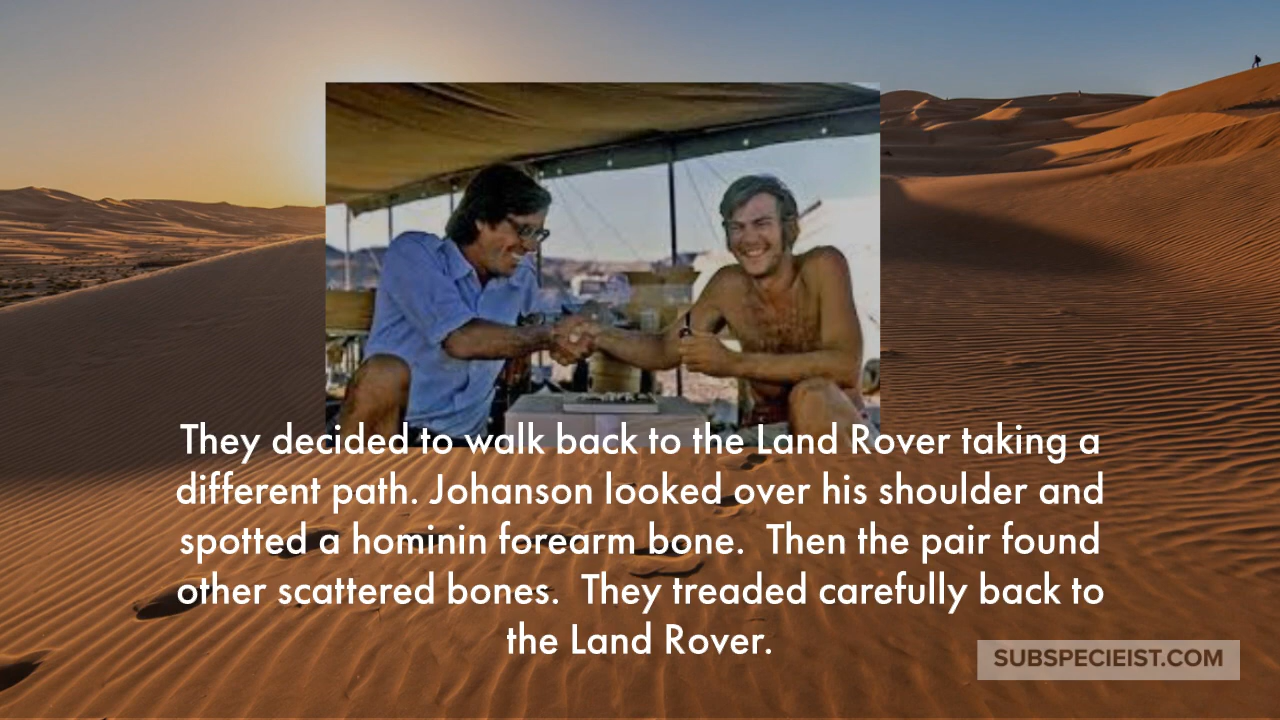 They decided to walk back to the Land Rover taking a
different path. Johanson looked over his shoulder and
spotted a hominin forearm bone.  Then the pair found
other scattered bones.  They treaded carefully back to
the Land Rover.
SUBSPECIEIST.COM